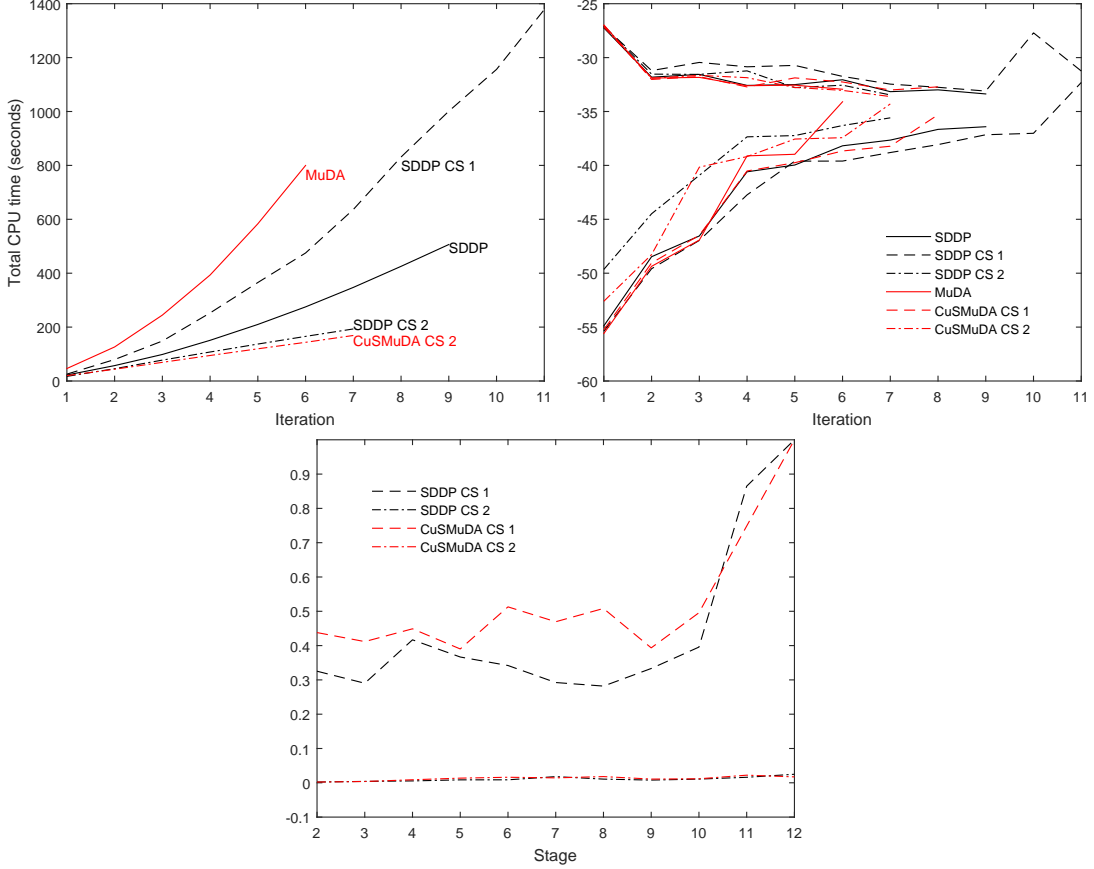 1400
1200
1000
800
600
400
200
0
Total CPU time (seconds)
MuDA
SDDP CS 1
SDDP
SDDP CS 2
CuSMuDA CS 2
1 2 3 4 5 6 7 8 9 10 11
Iteration
-25
-30
-35
-40
-45
-50
-55
-60
SDDP
SDDP CS 1
SDDP CS 2
MuDA
CuSMuDA CS 1
CuSMuDA CS 2
1 2 3 4 5 6 7 8 9 10 11
Iteration
0.9
0.8
0.7
0.6
0.5
0.4
0.3
0.2
0.1
0
-0.1
SDDP CS 1
SDDP CS 2
CuSMuDA CS 1
CuSMuDA CS 2
2 3 4 5 6 7 8 9 10 11 12
Stage